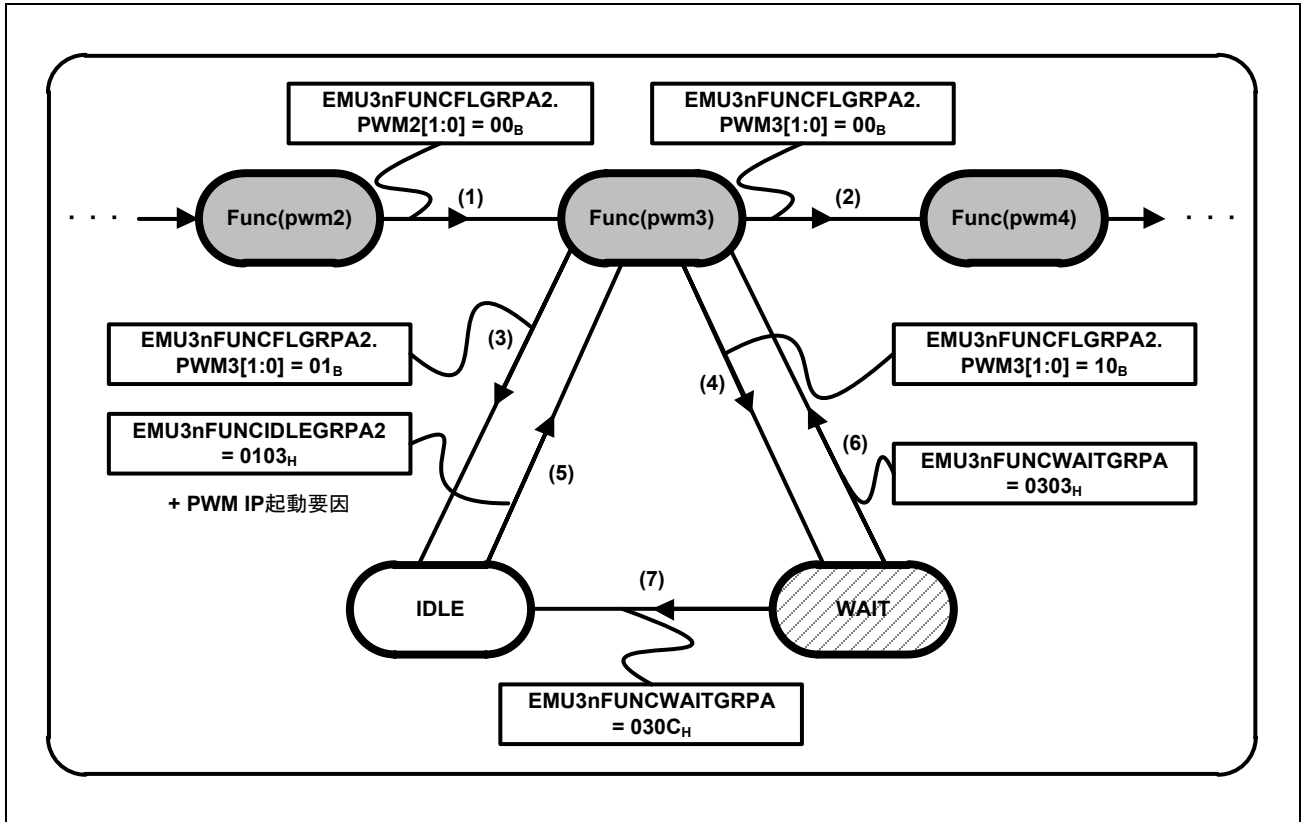 EMU3nFUNCFLGRPA2.
PWM2[1:0] = 00B
EMU3nFUNCFLGRPA2.
PWM3[1:0] = 00B
· · ·
Func(pwm2)
(1)
Func(pwm3)
(2)
Func(pwm4)
· · ·
EMU3nFUNCFLGRPA2.
PWM3[1:0] = 01B
(3)
(4)
EMU3nFUNCFLGRPA2.
PWM3[1:0] = 10B
EMU3nFUNCIDLEGRPA2
= 0103H
+ PWM IP起動要因
(5)
(6)
EMU3nFUNCWAITGRPA
= 0303H
IDLE
(7)
WAIT
EMU3nFUNCWAITGRPA
= 030CH